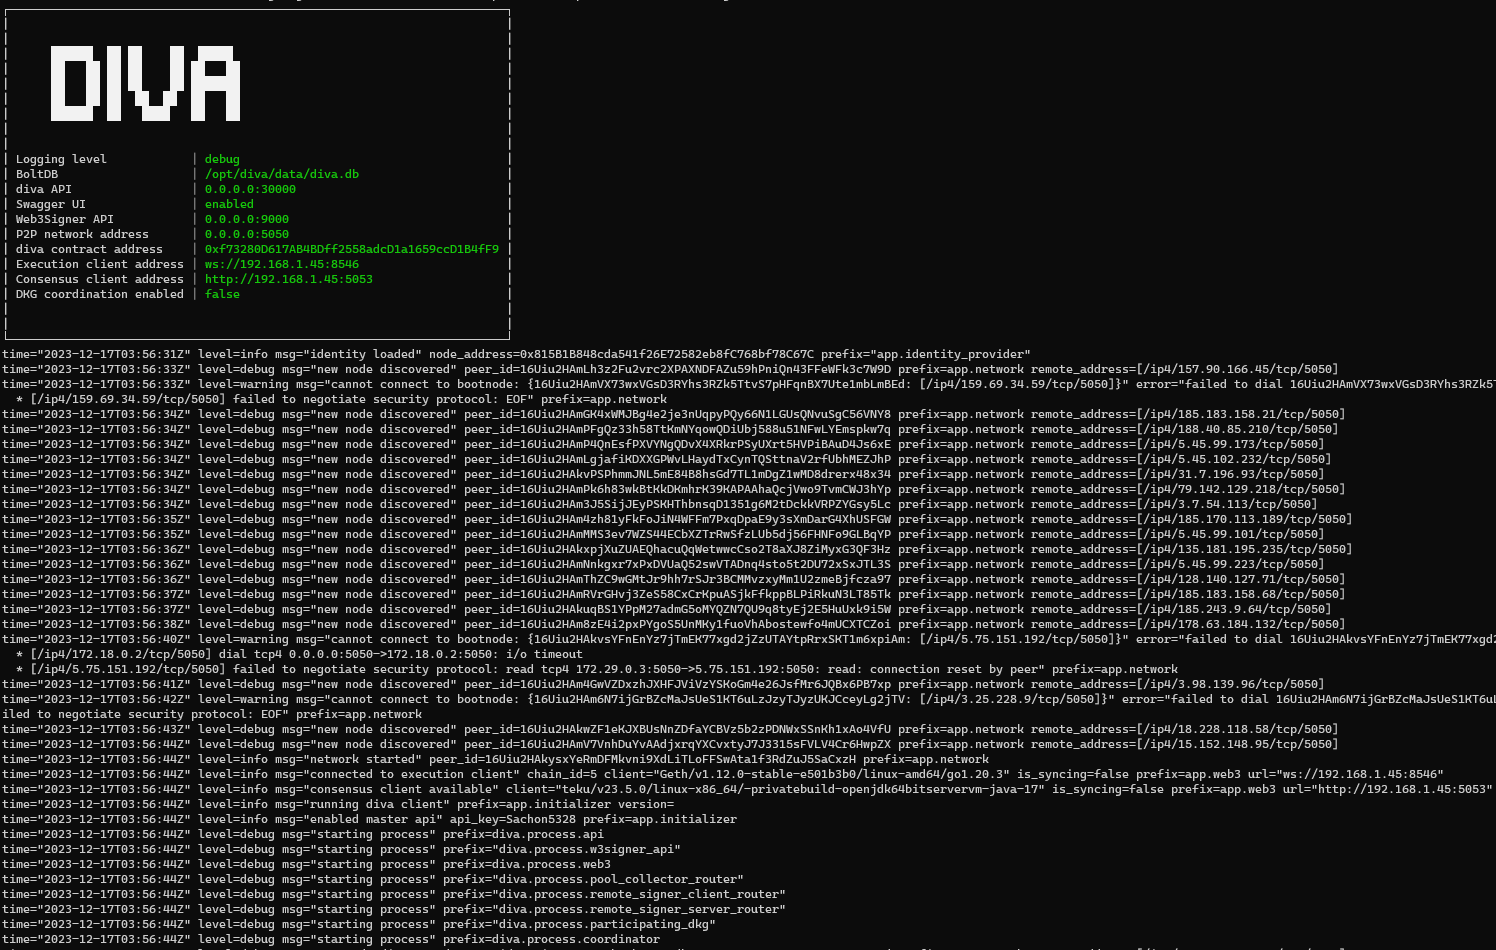 DIVA
Logging level | debug
BoltDB | /opt/diva/data/diva.db
diva API | 0.0.0.0:30000
Swagger UI | enabled
Web3Signer API | 0.0.0.0:9000
P2P network address | 0.0.0.0:5050
diva contract address | 0xf73280D617AB4BDff2558adcD1a1659ccD1B4fF9
Execution client address | ws://192.168.1.45:8546
Consensus client address | http://192.168.1.45:5053
DKG coordination enabled | false
time="2023-12-17T03:56:31Z" level=info msg="identity loaded" node_address=0x815B1B848cda541f26E72582eb8fC768bf78C67C prefix="app.identity_provider"
time="2023-12-17T03:56:33Z" level=debug msg="new node discovered" peer_id=16Uiu2HAmLh3z2Fu2vrc2XPAXNDFAZu59hPniQn43FFeWFk3c7W9D prefix=app.network remote_address=[/ip4/157.90.166.45/tcp/5050]
time="2023-12-17T03:56:33Z" level=warning msg="cannot connect to bootnode: {16Uiu2HAmVX73wxVGsD3RYhs3RZk5TtvS7pHFqnBX7Ute1mbLmBEd: [/ip4/159.69.34.59/tcp/5050]}" error="failed to dial 16Uiu2HAmVX73wxVGsD3RYhs3RZk5T
* [/ip4/159.69.34.59/tcp/5050] failed to negotiate security protocol: EOF" prefix=app.network
time="2023-12-17T03:56:34Z" level=debug msg="new node discovered" peer_id=16Uiu2HAmGK4xWMJBg4e2je3nUqpyPQy66N1LGUsQNvuSgC56VNY8 prefix=app.network remote_address=[/ip4/185.183.158.21/tcp/5050]
time="2023-12-17T03:56:34Z" level=debug msg="new node discovered" peer_id=16Uiu2HAmPFgQz33h58TtKmNYqowQDiUbj588u51NFwLYEmspkw7q prefix=app.network remote_address=[/ip4/188.40.85.210/tcp/5050]
time="2023-12-17T03:56:34Z" level=debug msg="new node discovered" peer_id=16Uiu2HAmP4QnEsfPXVYNgQDvX4XRkrPSyUXrt5HVPiBAuD4Js6xE prefix=app.network remote_address=[/ip4/5.45.99.173/tcp/5050]
time="2023-12-17T03:56:34Z" level=debug msg="new node discovered" peer_id=16Uiu2HAmLgjafiKDXXGPWvLHaydTxCynTQSttnaV2rfUbhMEZJhP prefix=app.network remote_address=[/ip4/5.45.102.232/tcp/5050]
time="2023-12-17T03:56:34Z" level=debug msg="new node discovered" peer_id=16Uiu2HAkvPSPhmmJNL5mE84B8hsGd7TL1mDgZ1wMD8drerx48x34 prefix=app.network remote_address=[/ip4/31.7.196.93/tcp/5050]
time="2023-12-17T03:56:34Z" level=debug msg="new node discovered" peer_id=16Uiu2HAmPk6h83wkBtKkDKmhrK39KAPAAhaQcjVwo9TvmCWJ3hYp prefix=app.network remote_address=[/ip4/79.142.129.218/tcp/5050]
time="2023-12-17T03:56:34Z" level=debug msg="new node discovered" peer_id=16Uiu2HAm3J5SijJEyPSKHThbnsqD1351g6M2tDckkVRPZYGsy5Lc prefix=app.network remote_address=[/ip4/3.7.54.113/tcp/5050]
time="2023-12-17T03:56:35Z" level=debug msg="new node discovered" peer_id=16Uiu2HAm4zh81yFkFoJiN4WFFm7PxqDpaE9y3sXmDarG4XhUSFGW prefix=app.network remote_address=[/ip4/185.170.113.189/tcp/5050]
time="2023-12-17T03:56:35Z" level=debug msg="new node discovered" peer_id=16Uiu2HAmMMS3ev7WZS44ECbXZTrRwSfzLUb5dj56FHNFo9GLBqYP prefix=app.network remote_address=[/ip4/5.45.99.101/tcp/5050]
time="2023-12-17T03:56:36Z" level=debug msg="new node discovered" peer_id=16Uiu2HAkxpjXuZUAEQhacuQqWetwwcCso2T8aXJ8ZiMyxG3QF3Hz prefix=app.network remote_address=[/ip4/135.181.195.235/tcp/5050]
time="2023-12-17T03:56:36Z" level=debug msg="new node discovered" peer_id=16Uiu2HAmNnkgxr7xPxDVUaQ52swVTADnq4sto5t2DU72xSxJTL3S prefix=app.network remote_address=[/ip4/5.45.99.223/tcp/5050]
time="2023-12-17T03:56:36Z" level=debug msg="new node discovered" peer_id=16Uiu2HAmThZC9wGMtJr9hh7rSJr3BCMMvzxyMm1U2zmeBjfcza97 prefix=app.network remote_address=[/ip4/128.140.127.71/tcp/5050]
time="2023-12-17T03:56:37Z" level=debug msg="new node discovered" peer_id=16Uiu2HAmRVrGHvj3ZeS58CxCrKpuASjkFfkppBLPiRkuN3LT85Tk prefix=app.network remote_address=[/ip4/185.183.158.68/tcp/5050]
time="2023-12-17T03:56:37Z" level=debug msg="new node discovered" peer_id=16Uiu2HAkuqBS1YPpM27admG5oMYQZN7QU9q8tyEj2E5HuUxk9i5W prefix=app.network remote_address=[/ip4/185.243.9.64/tcp/5050]
time="2023-12-17T03:56:38Z" level=debug msg="new node discovered" peer_id=16Uiu2HAm8zE4i2pxPYgoS5UnMKy1fuoVhAbostewfo4mUCXTCZoi prefix=app.network remote_address=[/ip4/178.63.184.132/tcp/5050]
time="2023-12-17T03:56:40Z" level=warning msg="cannot connect to bootnode: {16Uiu2HAkvsYFnEnYz7jTmEK77xgd2jZzUTAYtpRrxSKT1m6xpiAm: [/ip4/5.75.151.192/tcp/5050]}" error="failed to dial 16Uiu2HAkvsYFnEnYz7jTmEK77xgd2
* [/ip4/172.18.0.2/tcp/5050] dial tcp4 0.0.0.0:5050->172.18.0.2:5050: i/o timeout
* [/ip4/5.75.151.192/tcp/5050] failed to negotiate security protocol: read tcp4 172.29.0.3:5050->5.75.151.192:5050: read: connection reset by peer" prefix=app.network
time="2023-12-17T03:56:41Z" level=debug msg="new node discovered" peer_id=16Uiu2HAm4GwVZDxzhJXHFJViVzYSKoGm4e26JsfMr6JQBx6PB7xp prefix=app.network remote_address=[/ip4/3.98.139.96/tcp/5050]
time="2023-12-17T03:56:42Z" level=warning msg="cannot connect to bootnode: {16Uiu2HAm6N7ijGrBZcMaJsUeS1KT6uLzJzyTJyzUKJCceyLg2jTV: [/ip4/3.25.228.9/tcp/5050]}" error="failed to dial 16Uiu2HAm6N7ijGrBZcMaJsUeS1KT6u
iled to negotiate security protocol: EOF" prefix=app.network
time="2023-12-17T03:56:43Z" level=debug msg="new node discovered" peer_id=16Uiu2HAkwZF1eKJXBUsNnZDfaYCBVz5b2zPDNWxSSnKh1xAo4VfU prefix=app.network remote_address=[/ip4/18.228.118.58/tcp/5050]
time="2023-12-17T03:56:44Z" level=debug msg="new node discovered" peer_id=16Uiu2HAmV7VnhDuYvAAdjxrqYXCvxtyJ7J3315sFVLV4Cr6HwpZX prefix=app.network remote_address=[/ip4/15.152.148.95/tcp/5050]
time="2023-12-17T03:56:44Z" level=info msg="network started" peer_id=16Uiu2HAkysxYeRmDFMkvni9XdLiTLoFFSwAta1f3RdZuJ5SaCxzH prefix=app.network
time="2023-12-17T03:56:44Z" level=info msg="connected to execution client" chain_id=5 client="Geth/v1.12.0-stable-e501b3b0/linux-amd64/go1.20.3" is_syncing=false prefix=app.web3 url="ws://192.168.1.45:8546"
time="2023-12-17T03:56:44Z" level=info msg="consensus client available" client="teku/v23.5.0/linux-x86_64/-privatebuild-openjdk64bitservervm-java-17" is_syncing=false prefix=app.web3 url="http://192.168.1.45:5053"
time="2023-12-17T03:56:44Z" level=info msg="running diva client" prefix=app.initializer version=
time="2023-12-17T03:56:44Z" level=info msg="enabled master api" api_key=Sachon5328 prefix=app.initializer
time="2023-12-17T03:56:44Z" level=debug msg="starting process" prefix=diva.process.api
time="2023-12-17T03:56:44Z" level=debug msg="starting process" prefix="diva.process.w3signer_api"
time="2023-12-17T03:56:44Z" level=debug msg="starting process" prefix=diva.process.web3
time="2023-12-17T03:56:44Z" level=debug msg="starting process" prefix="diva.process.pool_collector_router"
time="2023-12-17T03:56:44Z" level=debug msg="starting process" prefix="diva.process.remote_signer_client_router"
time="2023-12-17T03:56:44Z" level=debug msg="starting process" prefix="diva.process.remote_signer_server_router"
time="2023-12-17T03:56:44Z" level=debug msg="starting process" prefix="diva.process.participating_dkg"
time="2023-12-17T03:56:44Z" level=debug msg="starting process" prefix=diva.process.coordinator